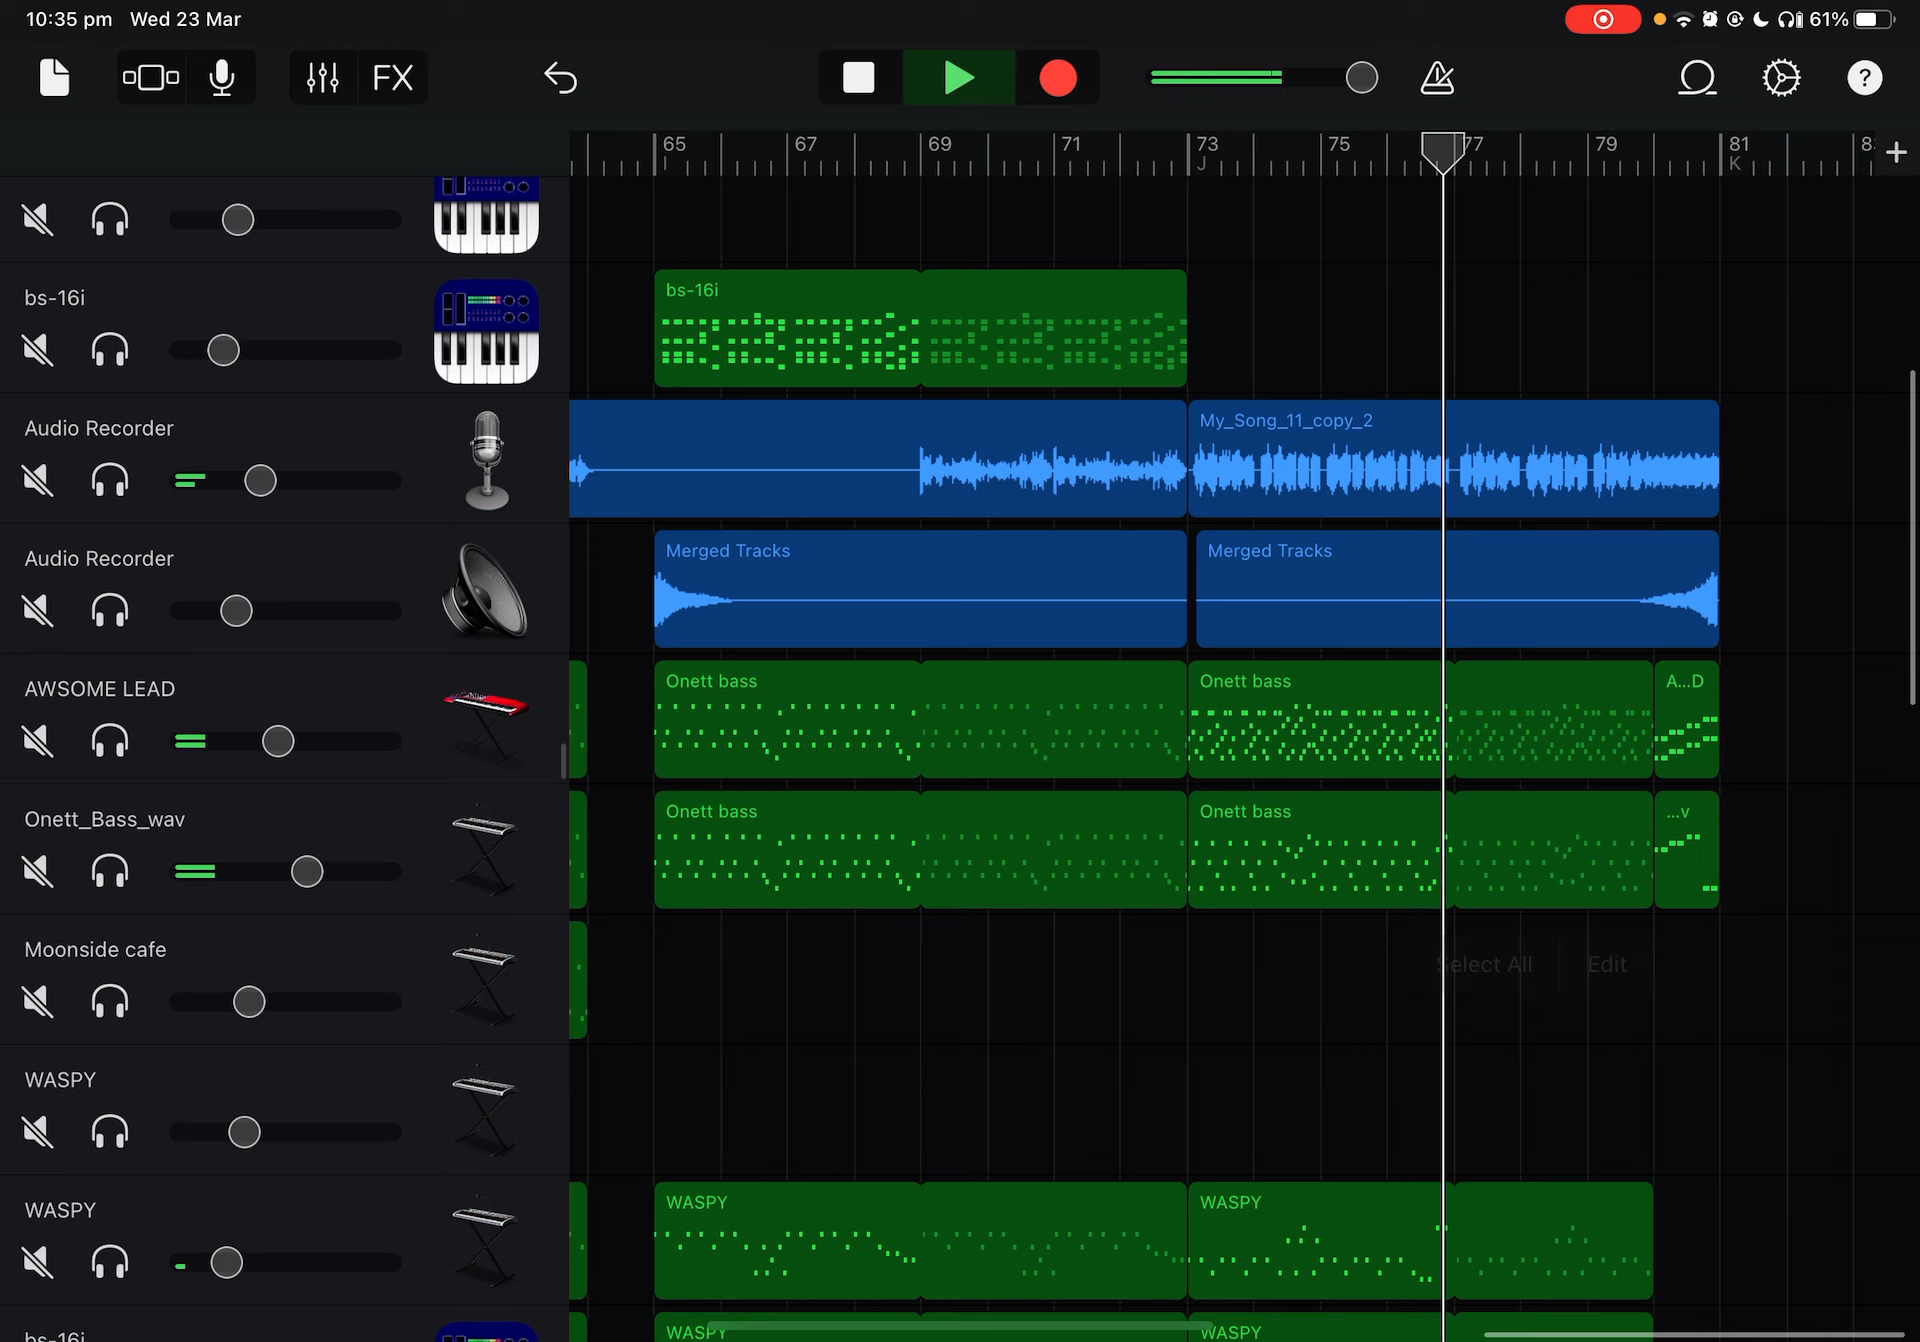 10:35 pm Wed 23 Mar
61%
FX
?
65
67
69
71
73
75
77
79
81
8
I
J
K
bs-16i
bs-16i
Audio Recorder
My_Song_11_copy_2
Audio Recorder
Merged Tracks
Merged Tracks
AWSOME LEAD
Onett bass
Onett bass
A...D
Onett_Bass_wav
Onett bass
Onett bass
...v
Moonside cafe
Select All
Edit
WASPY
WASPY
WASPY
WASPY
bs-16i
WASPY
WASPY